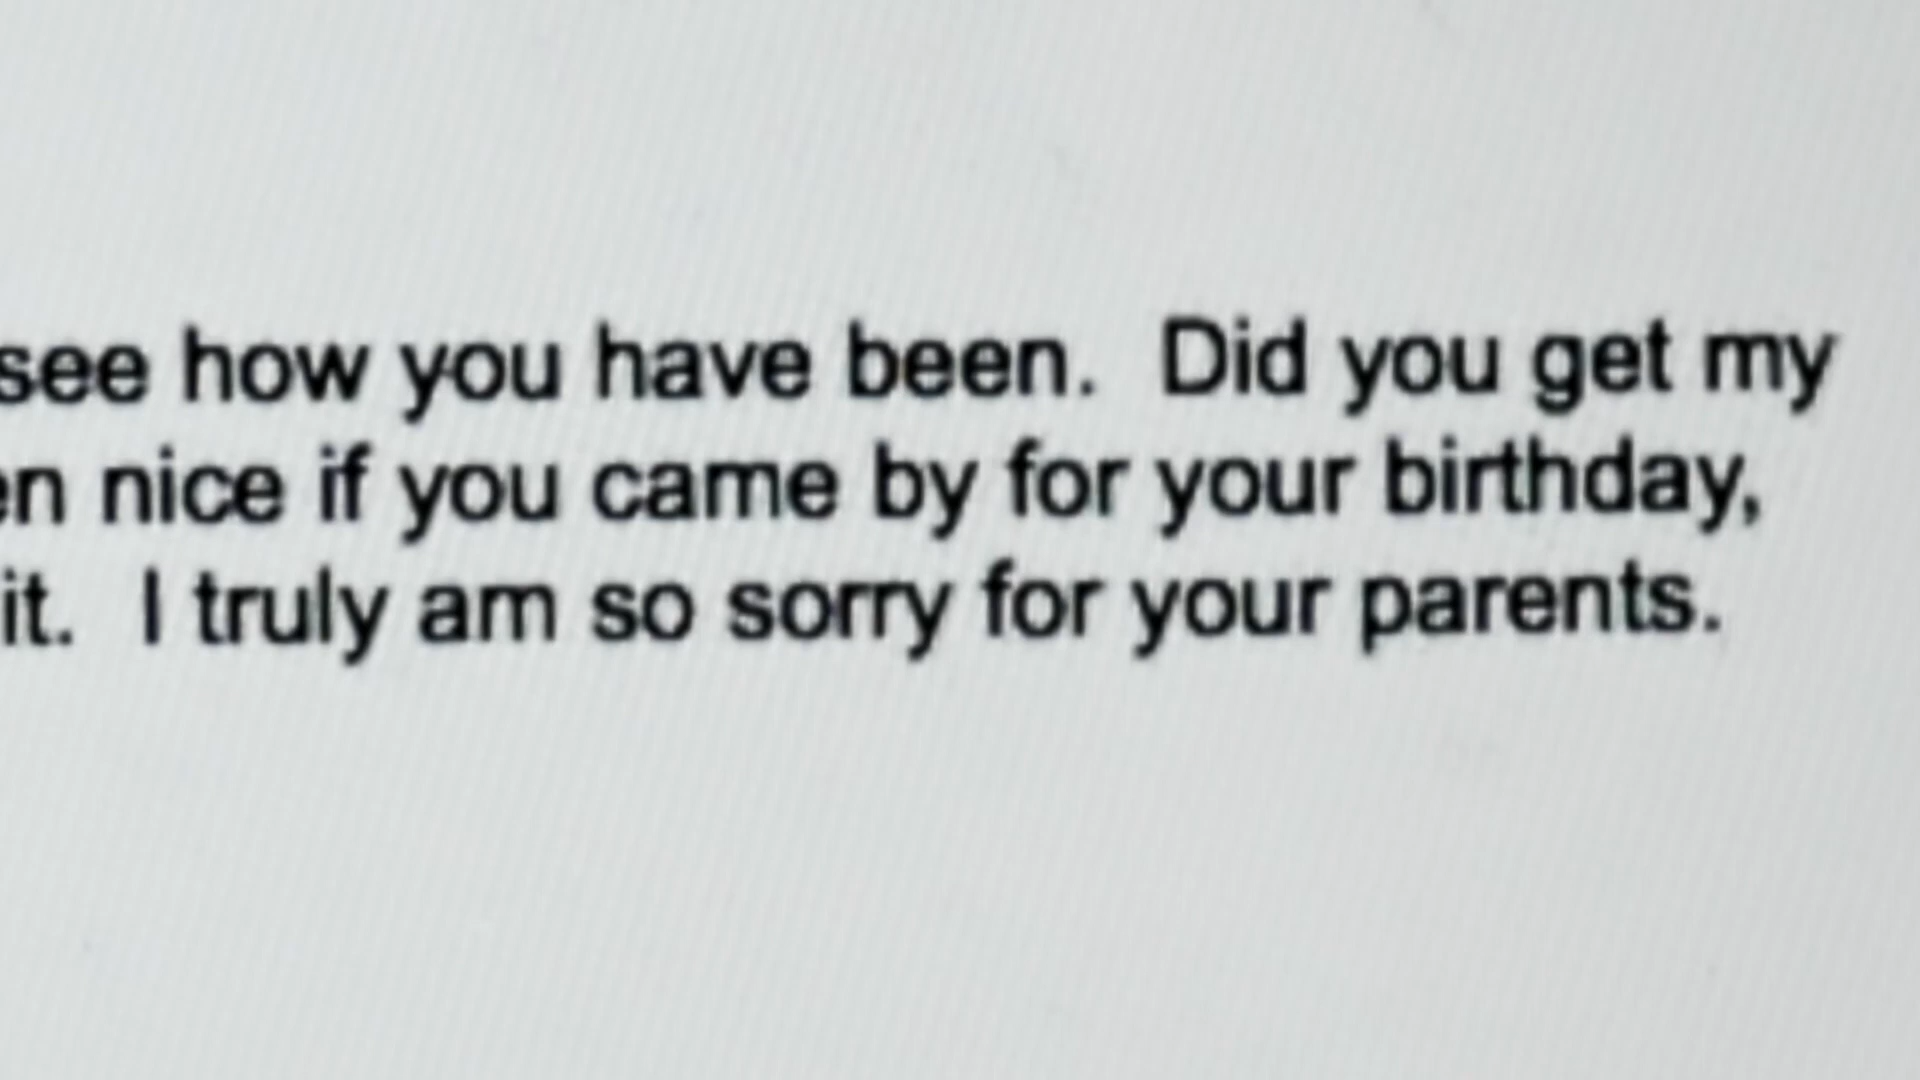 see how you have been.  Did you get my
en nice if you came by for your birthday,
it.  I truly am so sorry for your parents.